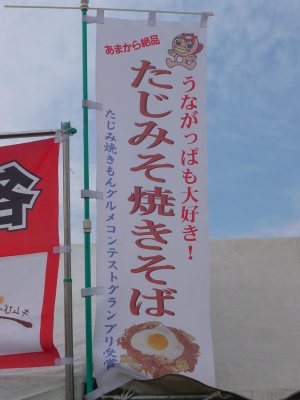 あまから絶品
うながっぱも大好き!
たじみそ焼きそば
たじみ焼きもんグルメコンテストグランプリ受賞